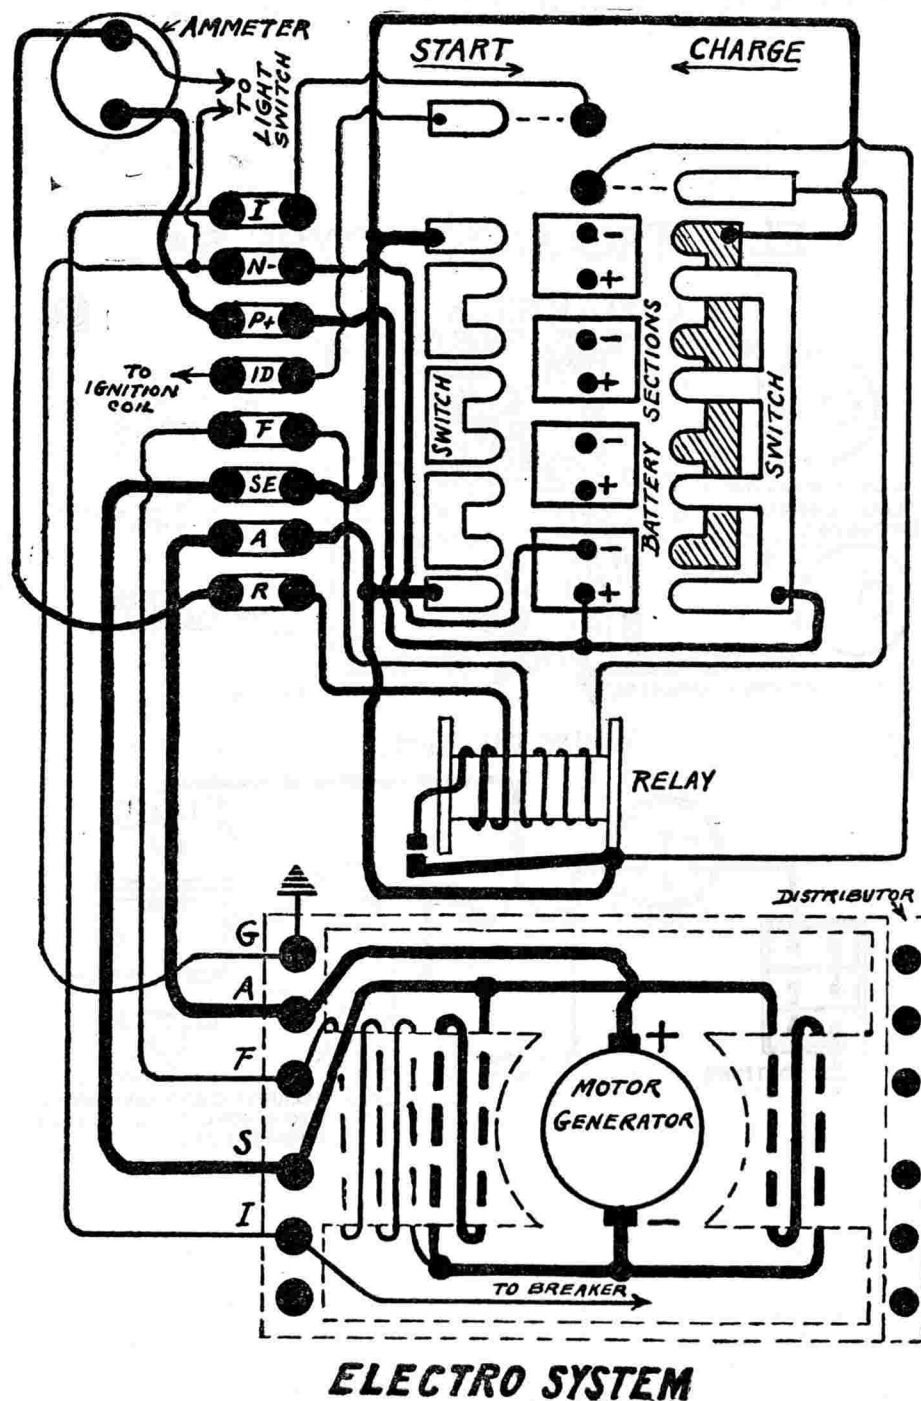 AMMETER
START
CHARGE
TO
LIGHT
SWITCH
I
N-
P+
TO
IGNITION
COIL
ID
F
SE
A
R
SWITCH
-
+
-
+
-
+
-
+
BATTERY SECTIONS
SWITCH
RELAY
DISTRIBUTOR
G
A
F
S
I
+
MOTOR
GENERATOR
-
TO BREAKER
ELECTRO SYSTEM